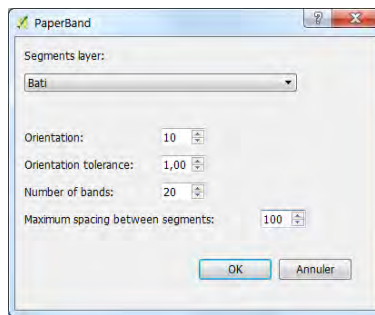 PaperBand
Segments layer:
Bati
Orientation: 10
Orientation tolerance: 1,00
Number of bands: 20
Maximum spacing between segments: 100
OK Annuler